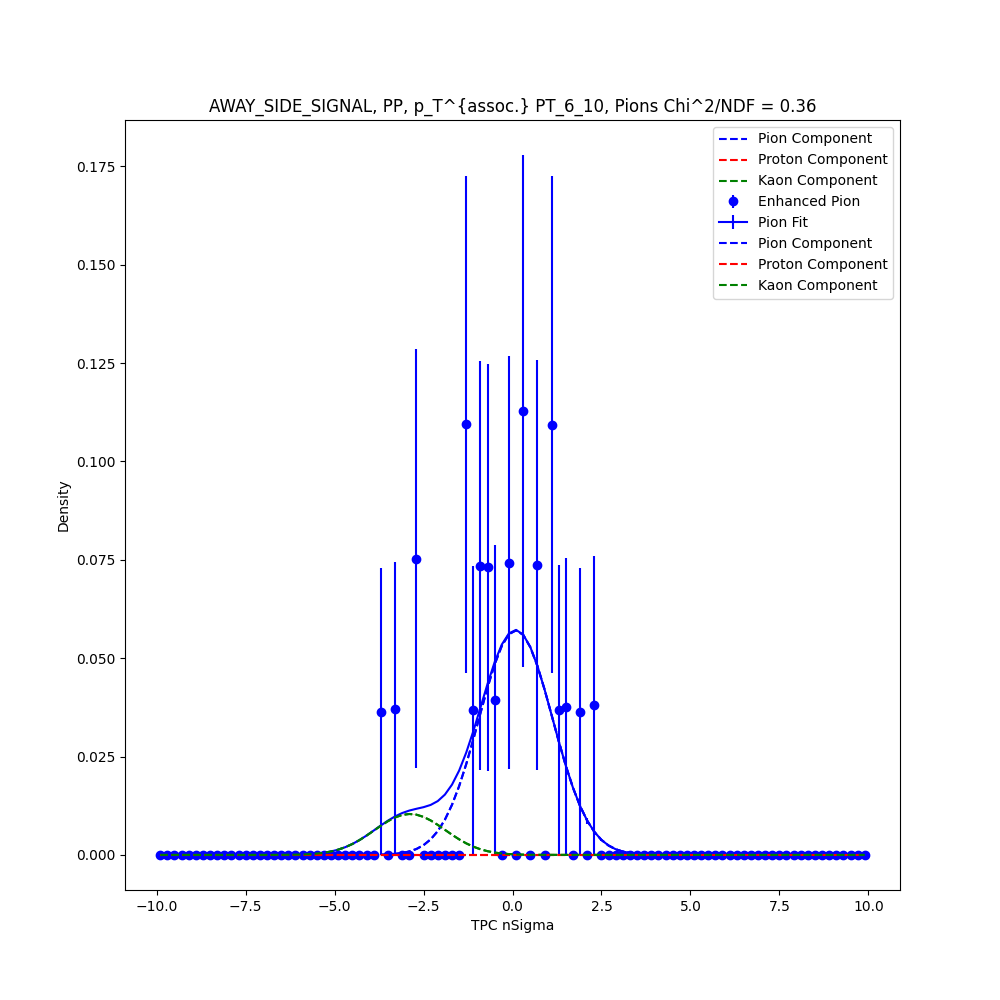 AWAY_SIDE_SIGNAL, PP, p_T^{assoc.} PT_6_10, Pions Chi^2/NDF = 0.36
Pion Component
Proton Component
Kaon Component
Enhanced Pion
Pion Fit
Pion Component
Proton Component
Kaon Component
Density
0.175
0.150
0.125
0.100
0.075
0.050
0.025
0.000
−10.0 −7.5 −5.0 −2.5 0.0 2.5 5.0 7.5 10.0
TPC nSigma